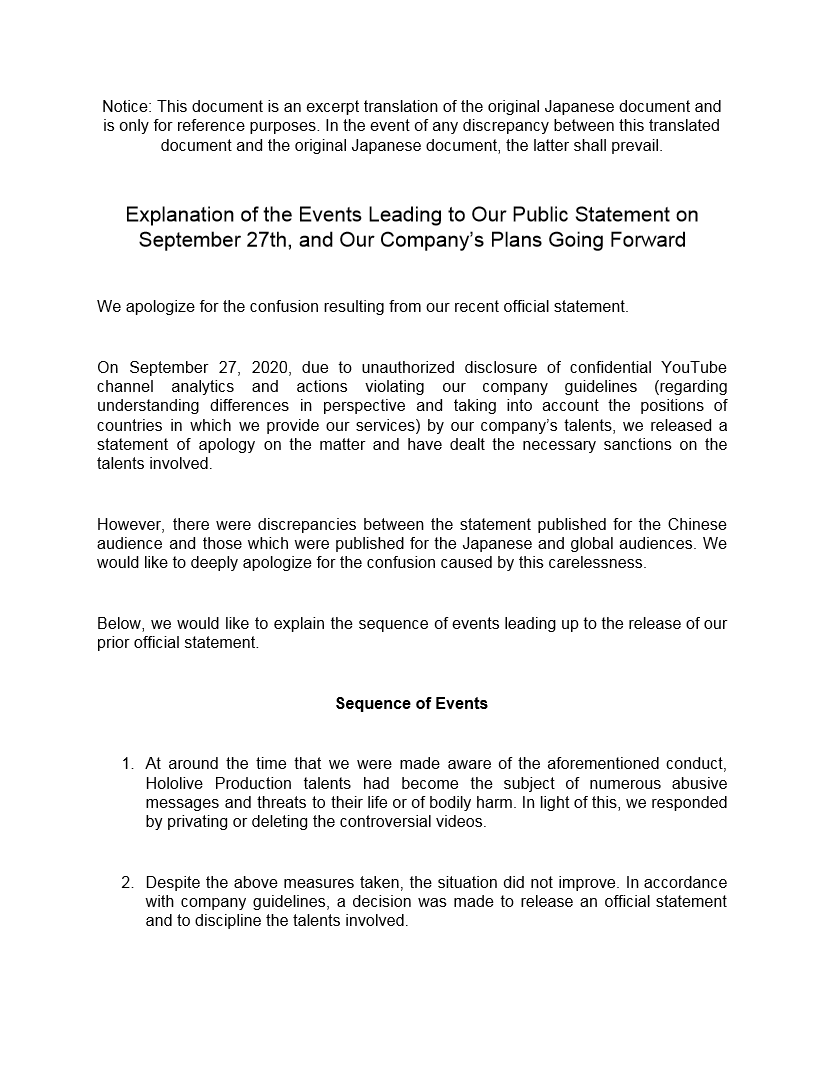 Notice: This document is an excerpt translation of the original Japanese document and
is only for reference purposes. In the event of any discrepancy between this translated
document and the original Japanese document, the latter shall prevail.
Explanation of the Events Leading to Our Public Statement on
September 27th, and Our Company’s Plans Going Forward
We apologize for the confusion resulting from our recent official statement.
On September 27, 2020, due to unauthorized disclosure of confidential YouTube
channel analytics and actions violating our company guidelines (regarding
understanding differences in perspective and taking into account the positions of
countries in which we provide our services) by our company’s talents, we released a
statement of apology on the matter and have dealt the necessary sanctions on the
talents involved.
However, there were discrepancies between the statement published for the Chinese
audience and those which were published for the Japanese and global audiences. We
would like to deeply apologize for the confusion caused by this carelessness.
Below, we would like to explain the sequence of events leading up to the release of our
prior official statement.
Sequence of Events
1. At around the time that we were made aware of the aforementioned conduct,
Hololive Production talents had become the subject of numerous abusive
messages and threats to their life or of bodily harm. In light of this, we responded
by privating or deleting the controversial videos.
2. Despite the above measures taken, the situation did not improve. In accordance
with company guidelines, a decision was made to release an official statement
and to discipline the talents involved.